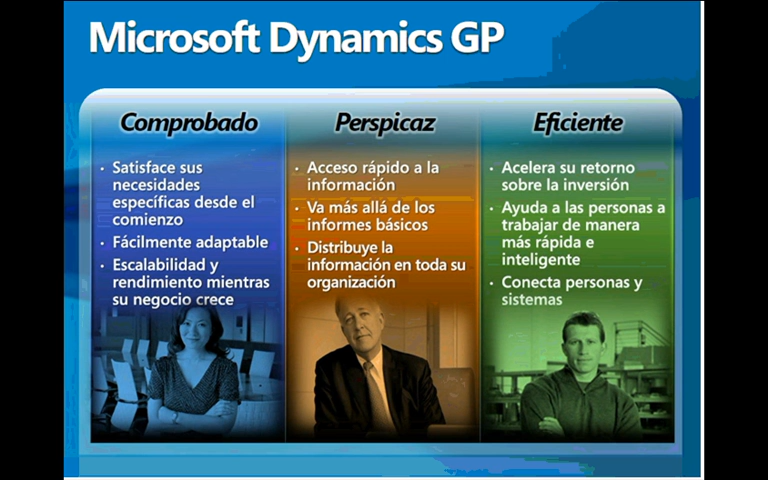 Microsoft Dynamics GP
Comprobado
• Satisface sus
necesidades
específicas desde el
comienzo
• Fácilmente adaptable
• Escalabilidad y
rendimiento mientras
su negocio crece
Perspicaz
• Acceso rápido a la
información
• Va más allá de los
informes básicos
• Distribuye la
información en toda su
organización
Eficiente
• Acelera su retorno
sobre la inversión
• Ayuda a las personas a
trabajar de manera
más rápida e
inteligente
• Conecta personas y
sistemas